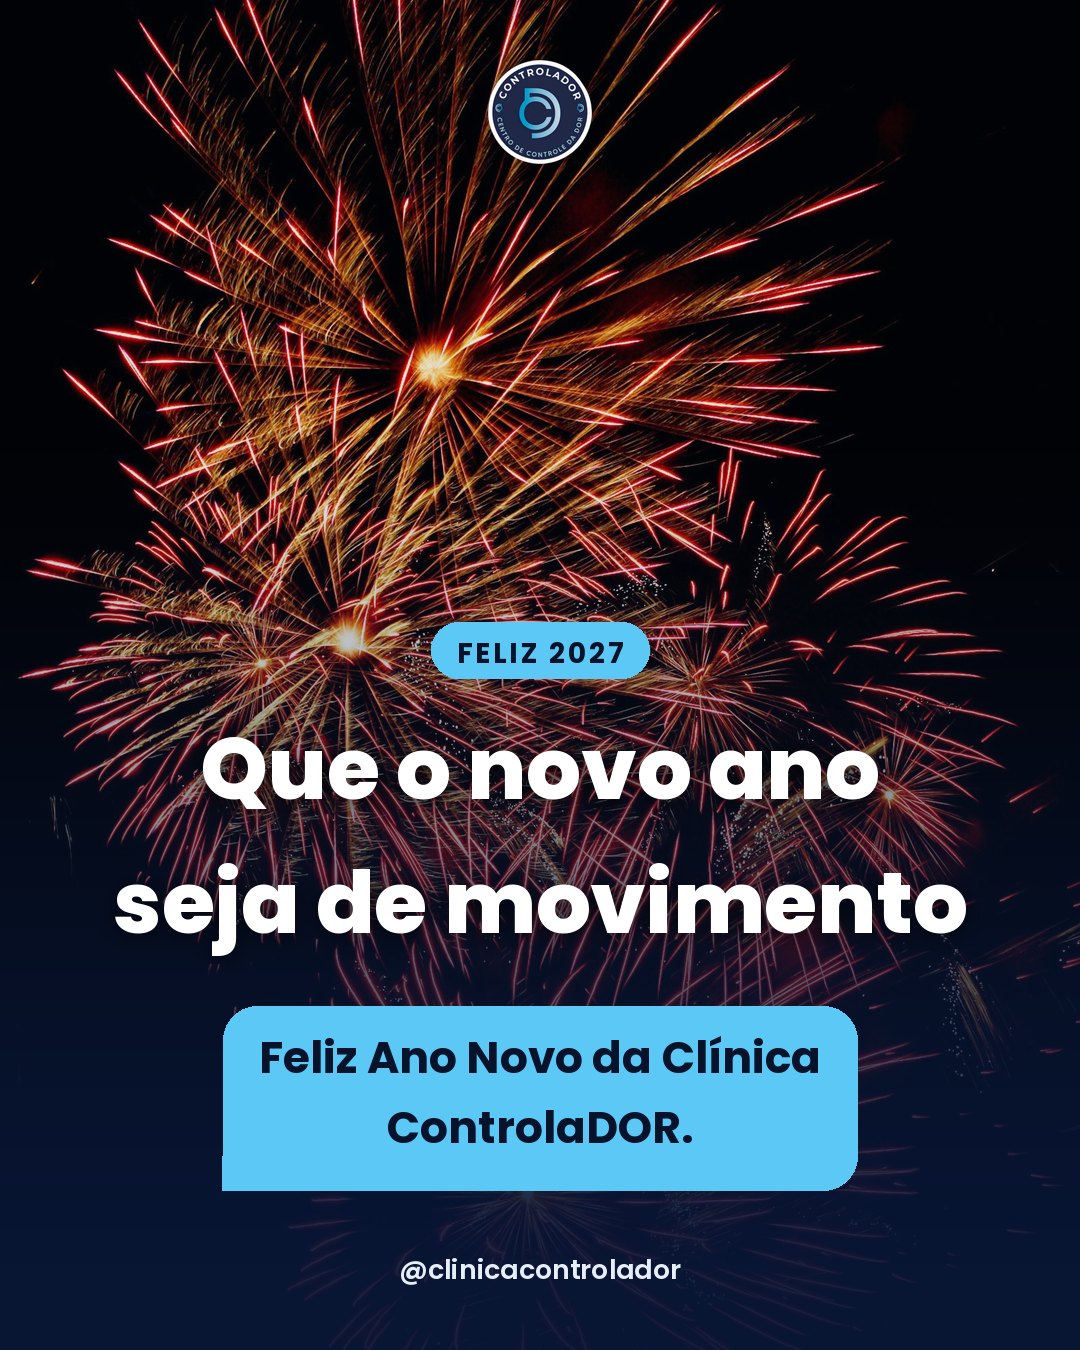 CONTROLADOR
CENTRO DE CONTROLE DA DOR
FELIZ 2027
Que o novo ano
seja de movimento
Feliz Ano Novo da Clínica
ControlaDOR.
@clinicacontrolador